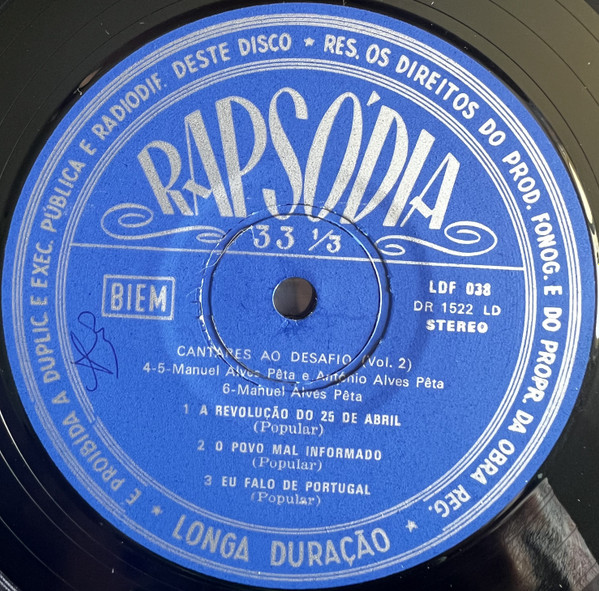 ★ E PROIBIDA A DUPLIC. E EXEC. PÚBLICA E RADIODIF. DESTE DISCO ★ RES. OS DIREITOS DO PROD. FONOG. E DO PROPR. DA OBRA REG. ★
RAPSÓDIA
33 1/3
BIEM
LDF 038
DR 1522 LD
STEREO
CANTARES AO DESAFIO (Vol. 2)
4-5-Manuel Alves Pêta e António Alves Pêta
6-Manuel Alves Pêta
1 A REVOLUÇÃO DO 25 DE ABRIL
(Popular)
2 O POVO MAL INFORMADO
(Popular)
3 EU FALO DE PORTUGAL
(Popular)
LONGA DURAÇÃO